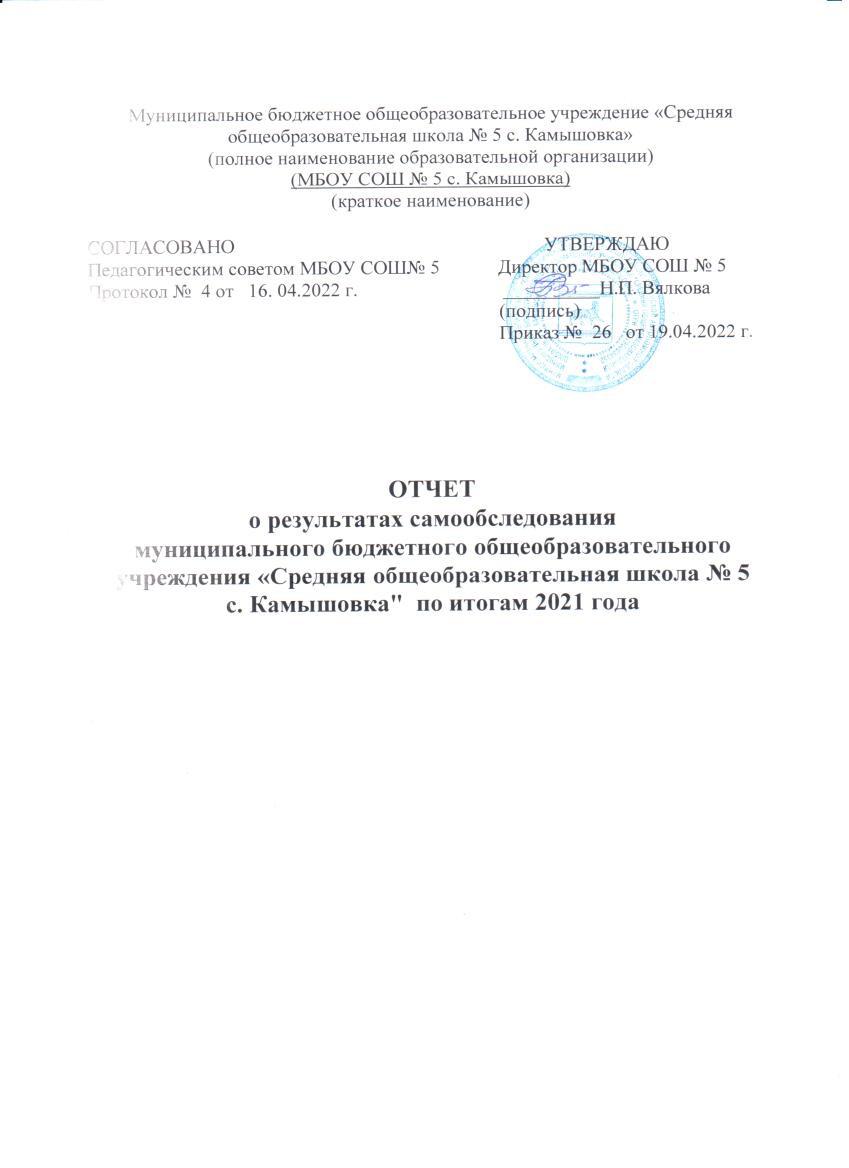 Муниципальное бюджетное общеобразовательное учреждение «Средняя
общеобразовательная школа № 5 с. Камышовка»
(полное наименование образовательной организации)
(МБОУ СОШ № 5 с. Камышовка)
(краткое наименование)
СОГЛАСОВАНО
Педагогическим советом МБОУ СОШ№ 5
Протокол № 4 от 16. 04.2022 г.
УТВЕРЖДАЮ
Директор МБОУ СОШ № 5
__________Н.П. Вялкова
(подпись)
Приказ № 26 от 19.04.2022 г.
ОТЧЕТ
о результатах самообследования
муниципального бюджетного общеобразовательного
учреждения «Средняя общеобразовательная школа № 5
с. Камышовка" по итогам 2021 года